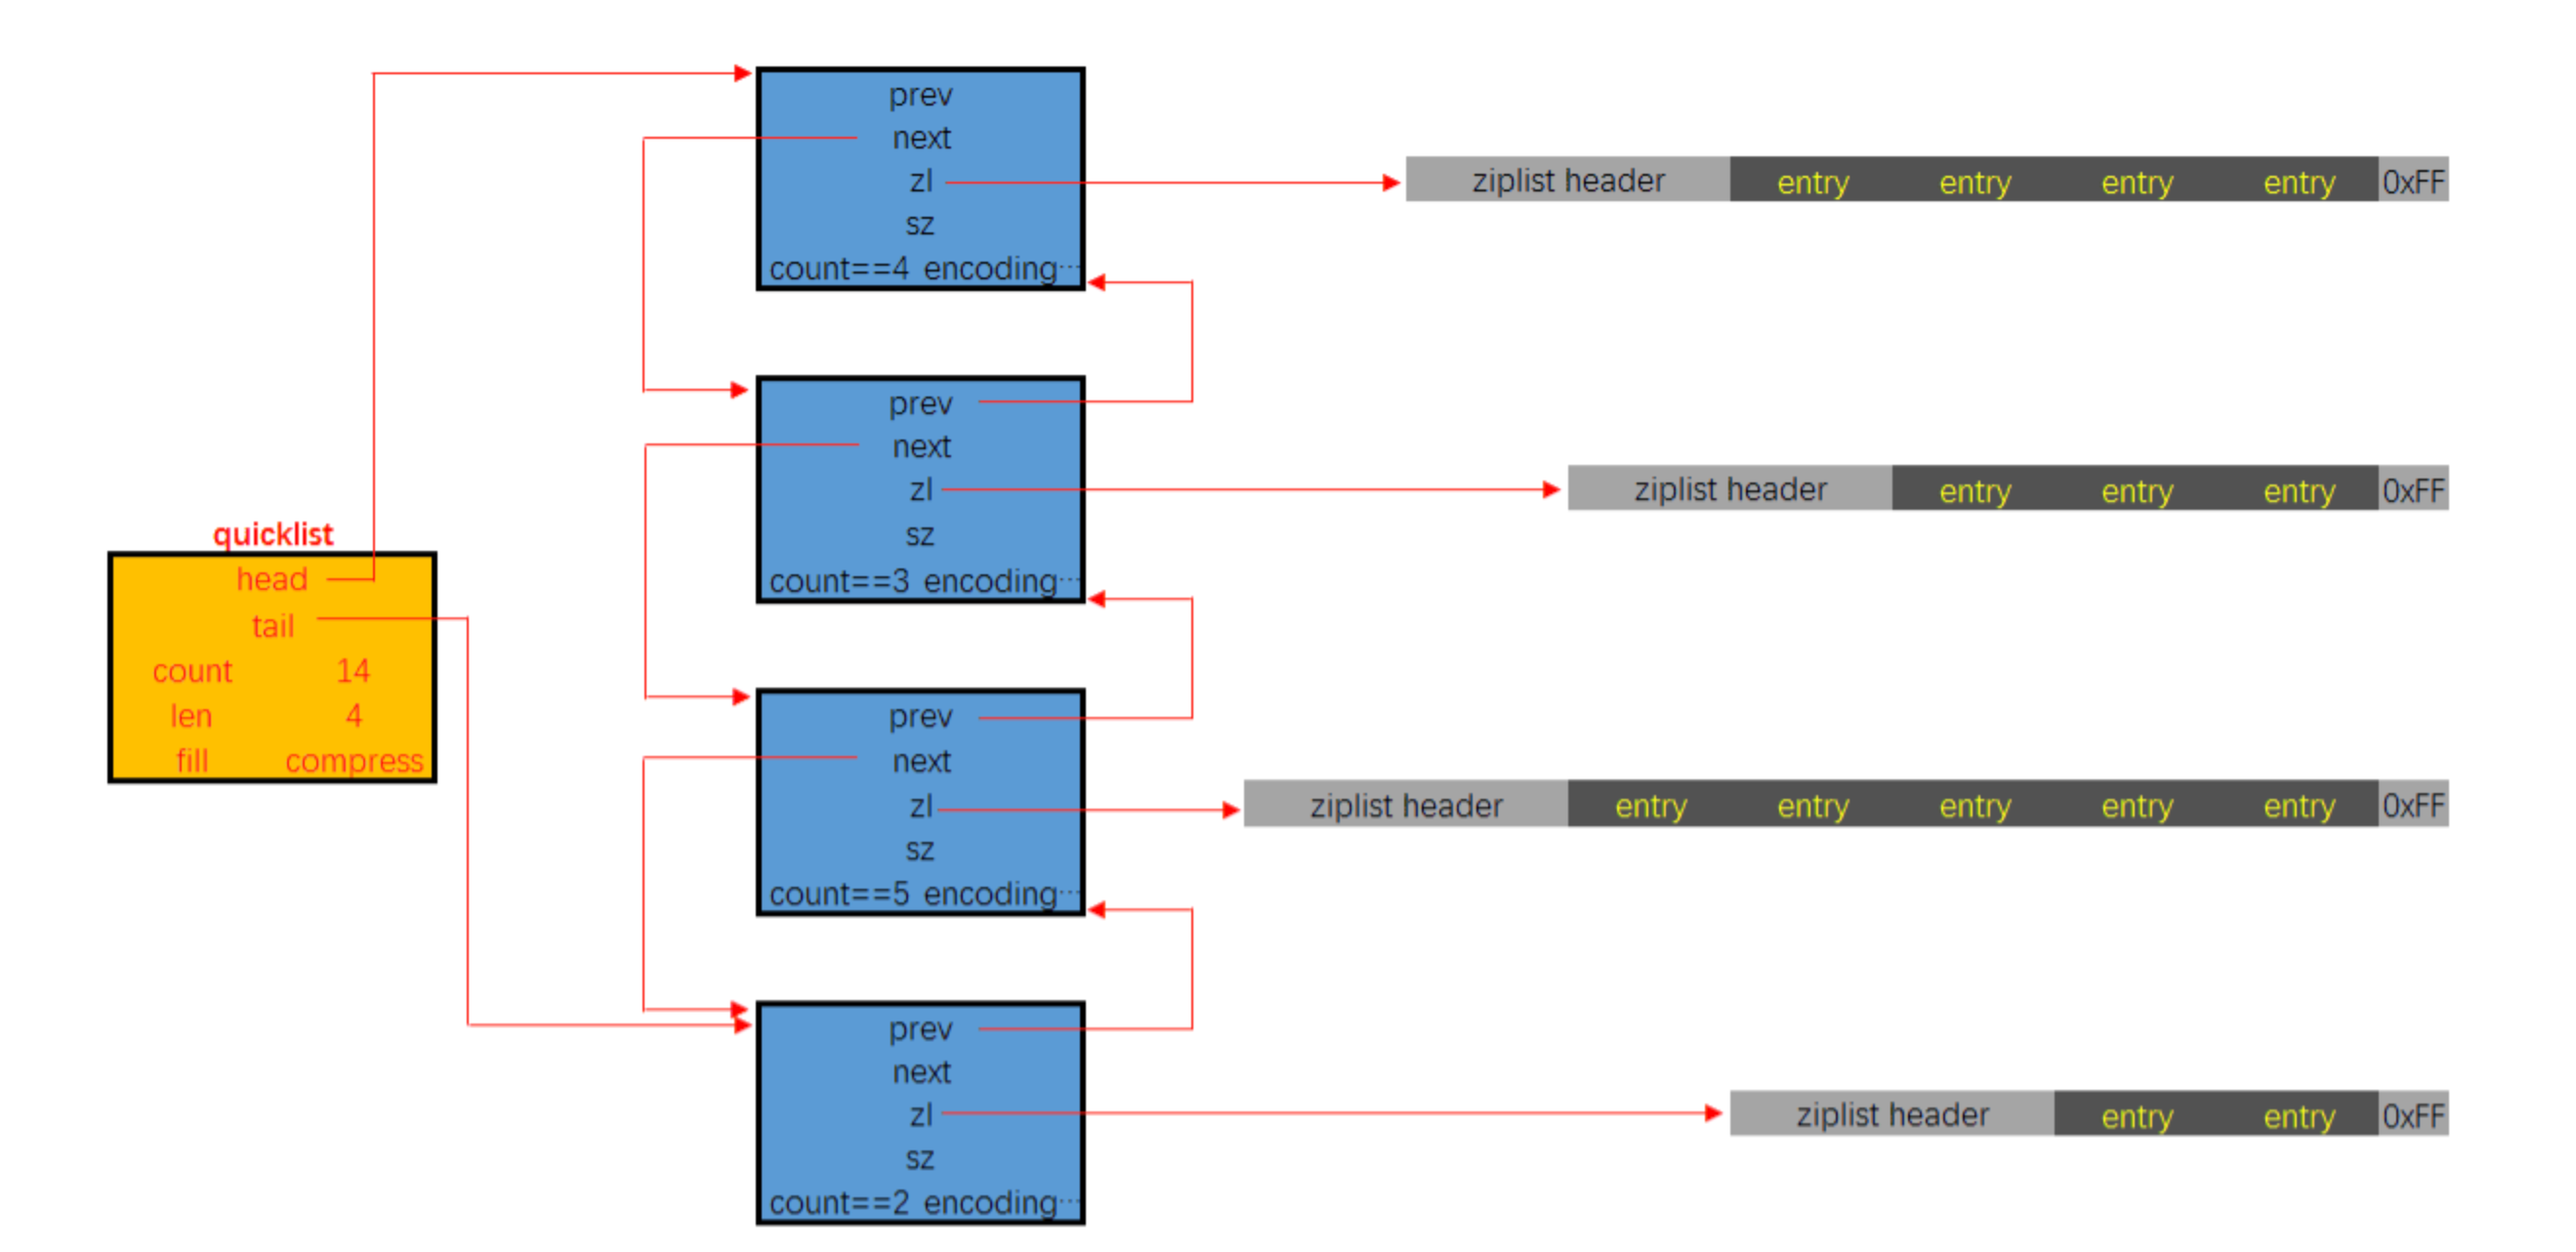 quicklist
head
tail
count 14
len 4
fill compress
prev
next
zl
sz
count==4 encoding···
ziplist header entry entry entry entry 0xFF
prev
next
zl
sz
count==3 encoding···
ziplist header entry entry entry 0xFF
prev
next
zl
sz
count==5 encoding···
ziplist header entry entry entry entry entry 0xFF
prev
next
zl
sz
count==2 encoding···
ziplist header entry entry 0xFF